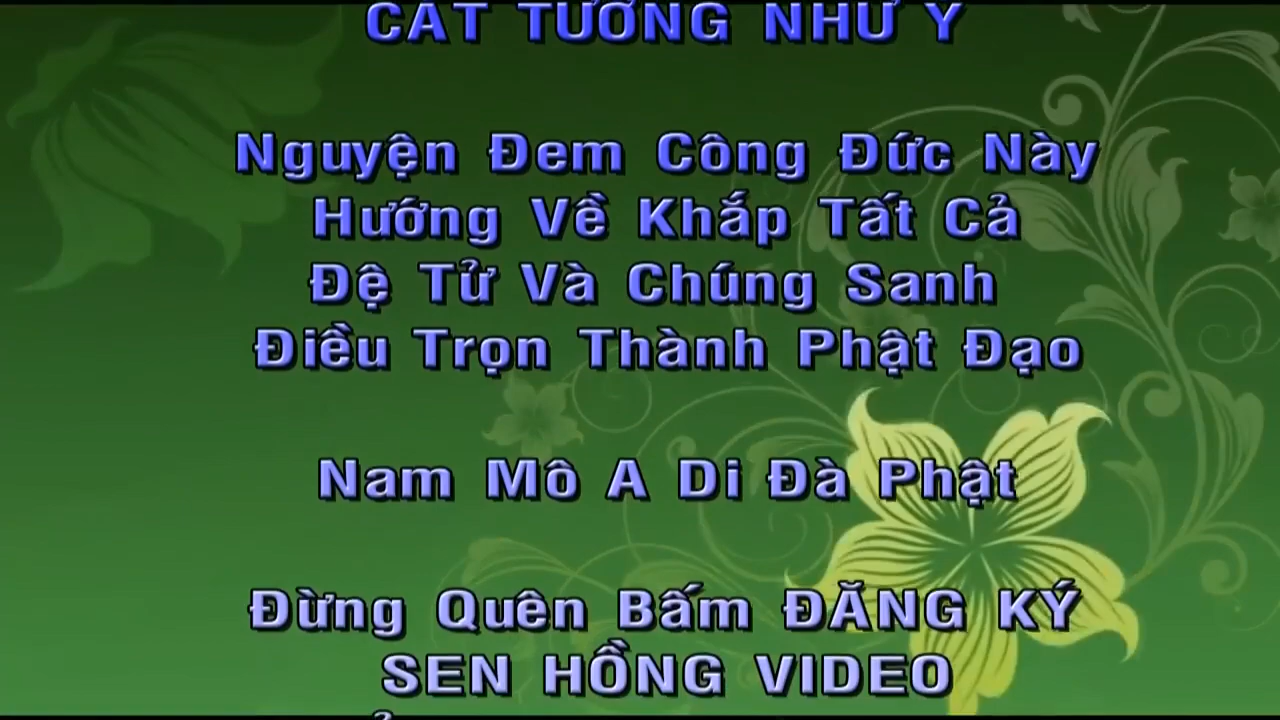 CÁT TƯỜNG NHƯ Ý
Nguyện Đem Công Đức Này
Hướng Về Khắp Tất Cả
Đệ Tử Và Chúng Sanh
Điều Trọn Thành Phật Đạo
Nam Mô A Di Đà Phật
Đừng Quên Bấm ĐĂNG KÝ
SEN HỒNG VIDEO